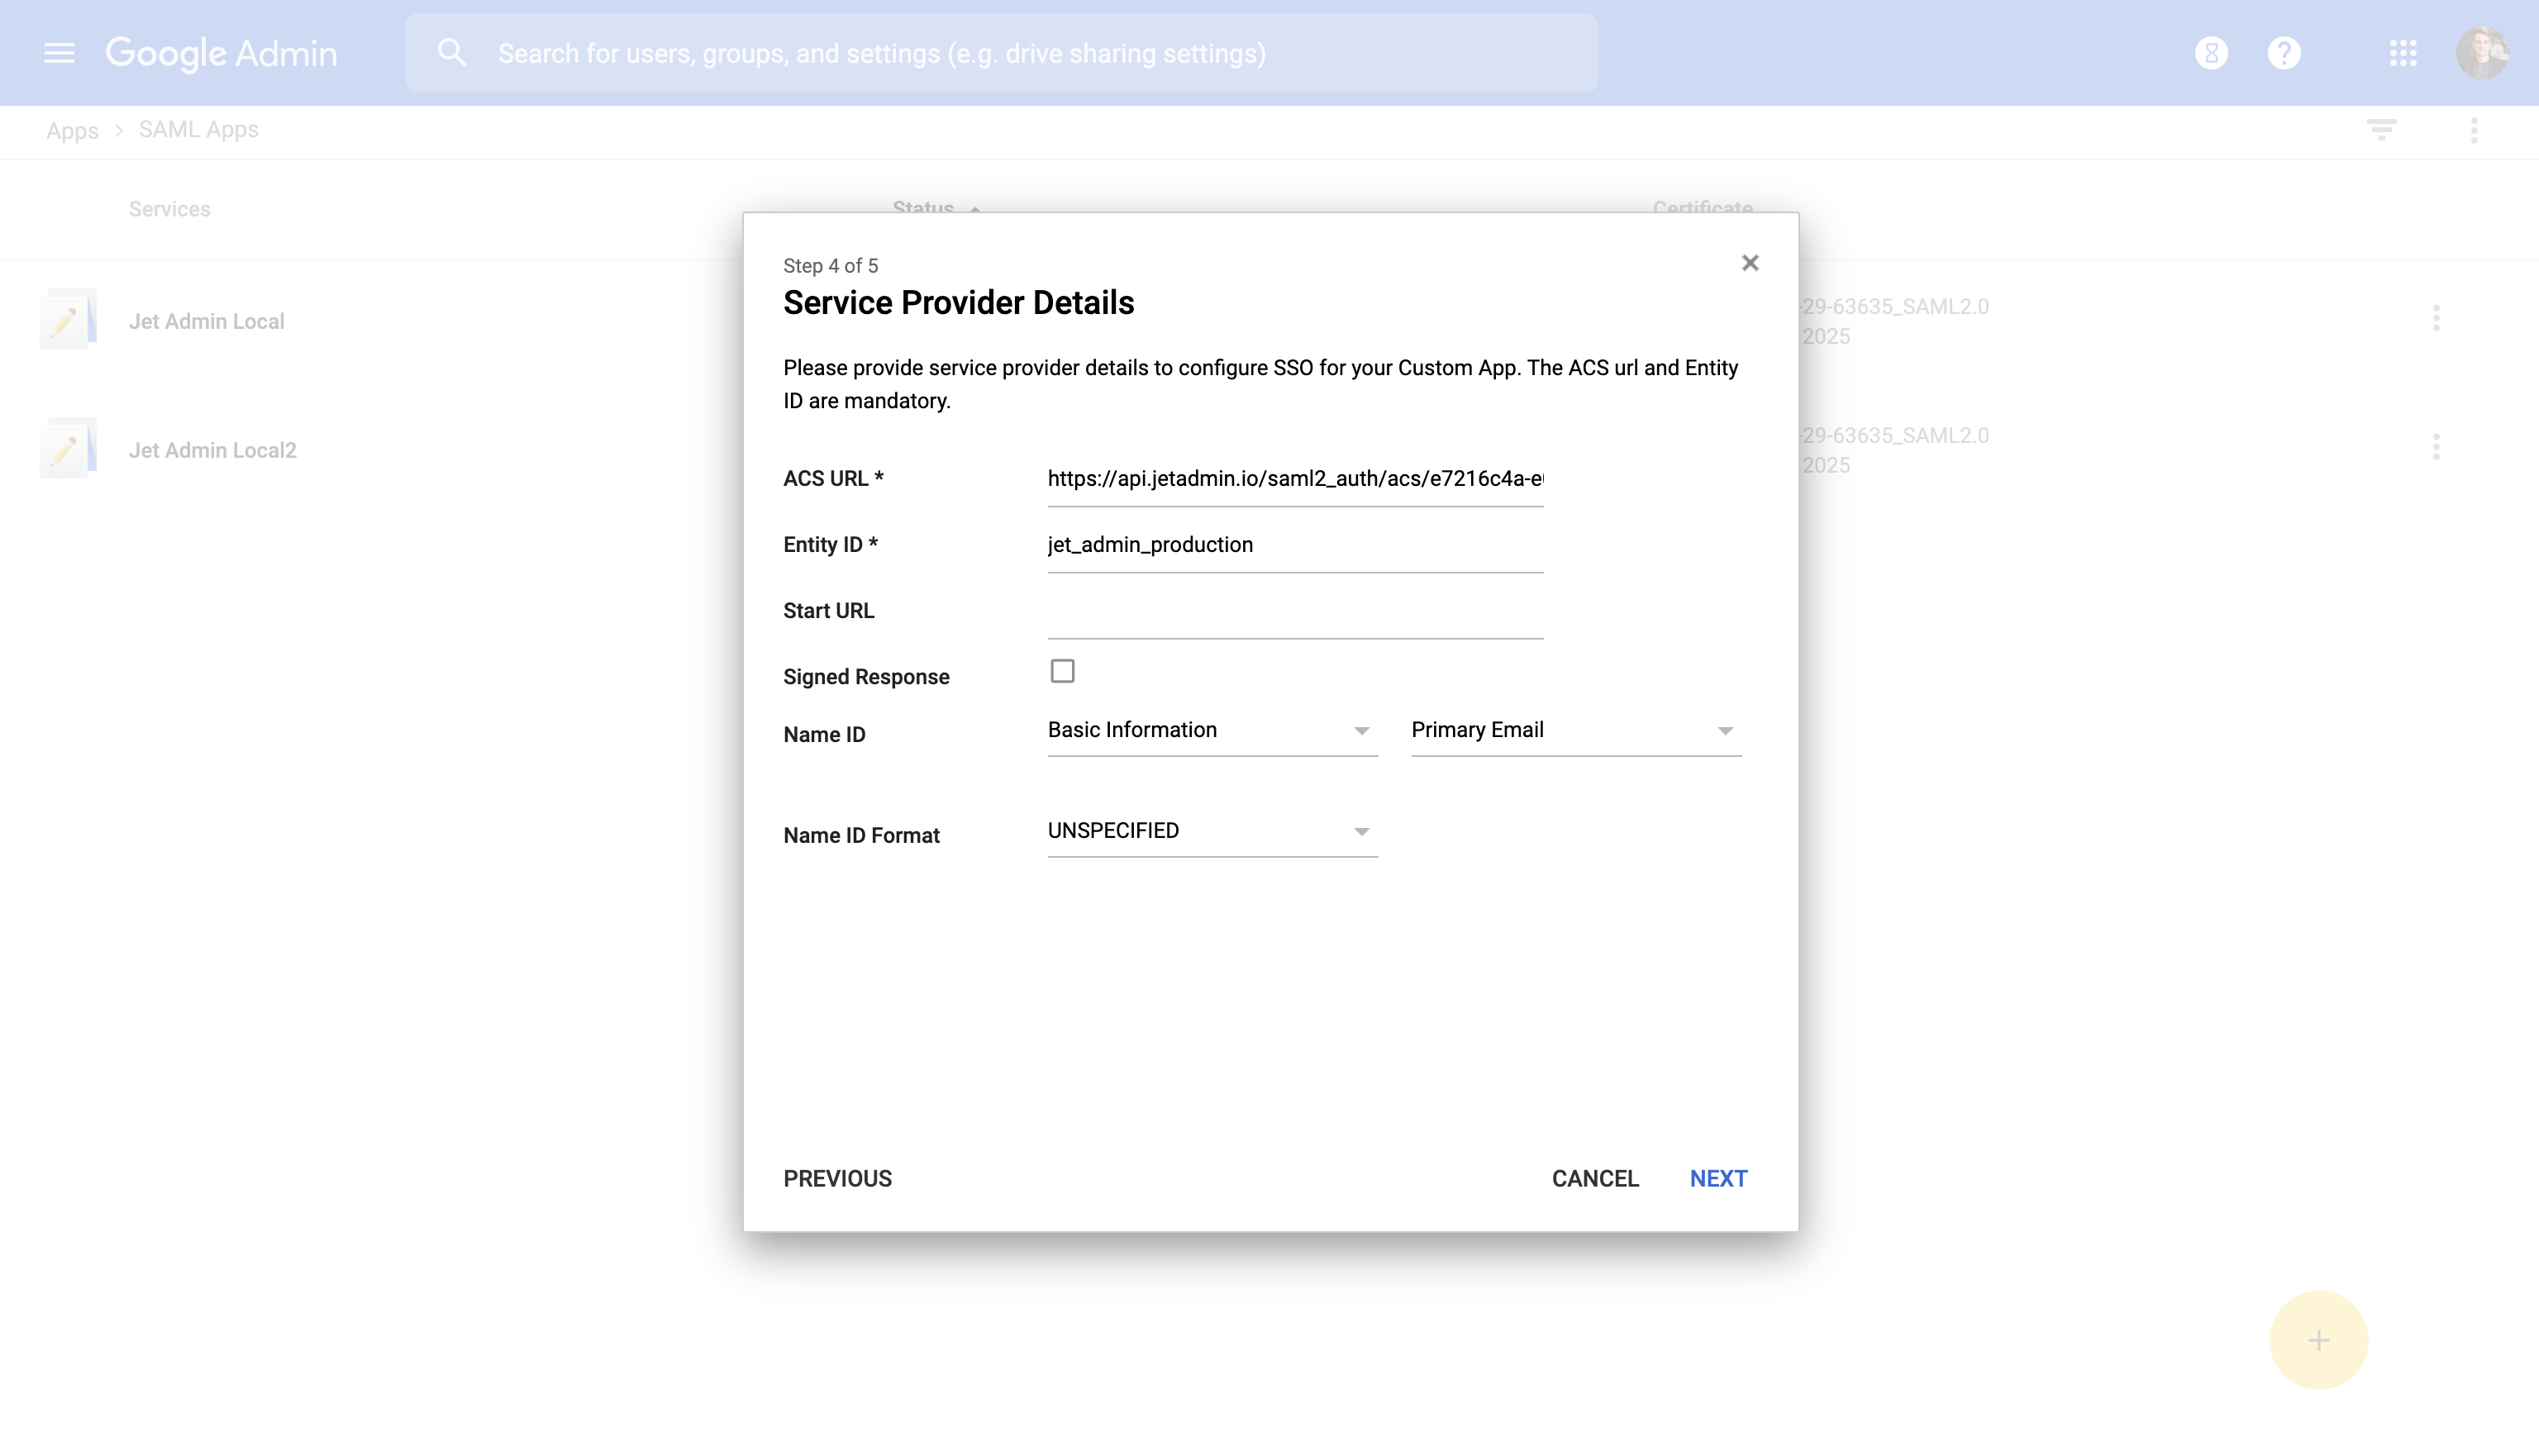 Google Admin
Search for users, groups, and settings (e.g. drive sharing settings)
Apps
SAML Apps
Services
Status
Certificate
Jet Admin Local
-29-63635_SAML2.0
2025
Jet Admin Local2
-29-63635_SAML2.0
2025
Step 4 of 5
Service Provider Details
Please provide service provider details to configure SSO for your Custom App. The ACS url and Entity
ID are mandatory.
ACS URL *
https://api.jetadmin.io/saml2_auth/acs/e7216c4a-e
Entity ID *
jet_admin_production
Start URL
Signed Response
Name ID
Basic Information
Primary Email
Name ID Format
UNSPECIFIED
PREVIOUS
CANCEL
NEXT